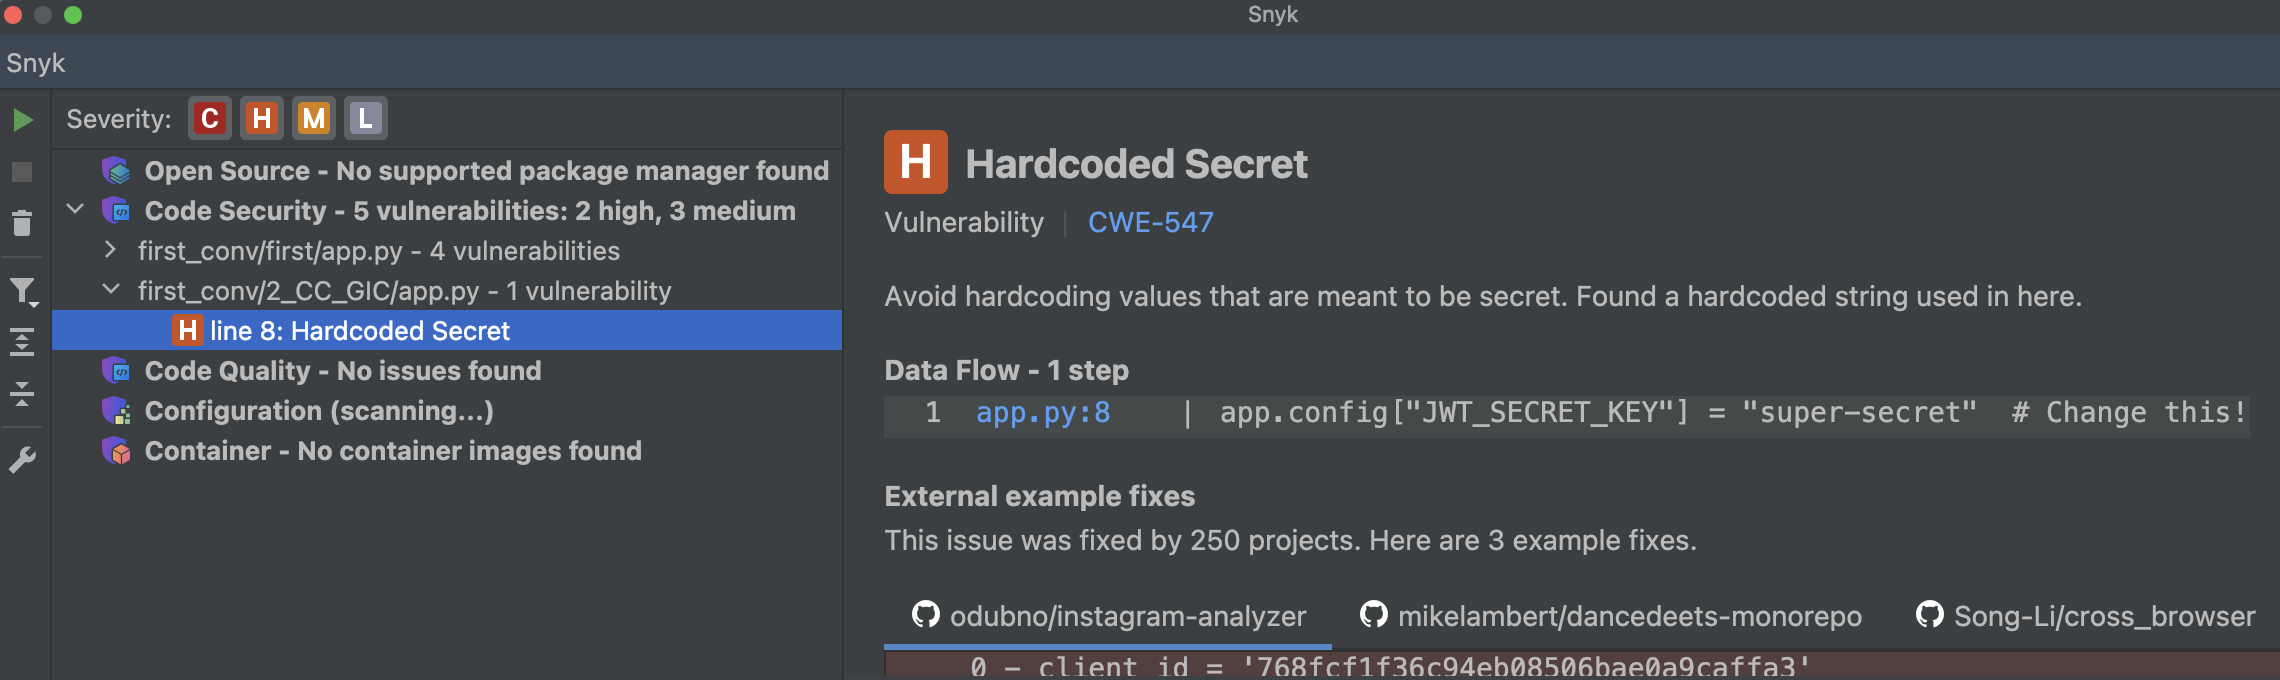 Snyk
Snyk
Severity: C H M L
Open Source - No supported package manager found
Code Security - 5 vulnerabilities: 2 high, 3 medium
first_conv/first/app.py - 4 vulnerabilities
first_conv/2_CC_GIC/app.py - 1 vulnerability
H line 8: Hardcoded Secret
Code Quality - No issues found
Configuration (scanning...)
Container - No container images found
H Hardcoded Secret
Vulnerability | CWE-547
Avoid hardcoding values that are meant to be secret. Found a hardcoded string used in here.
Data Flow - 1 step
1 app.py:8 | app.config["JWT_SECRET_KEY"] = "super-secret"  # Change this!
External example fixes
This issue was fixed by 250 projects. Here are 3 example fixes.
odubno/instagram-analyzer mikelambert/dancedeets-monorepo Song-Li/cross_browser
0 - client_id = '768fcf1f36c94eb08506bae0a9caffa3'